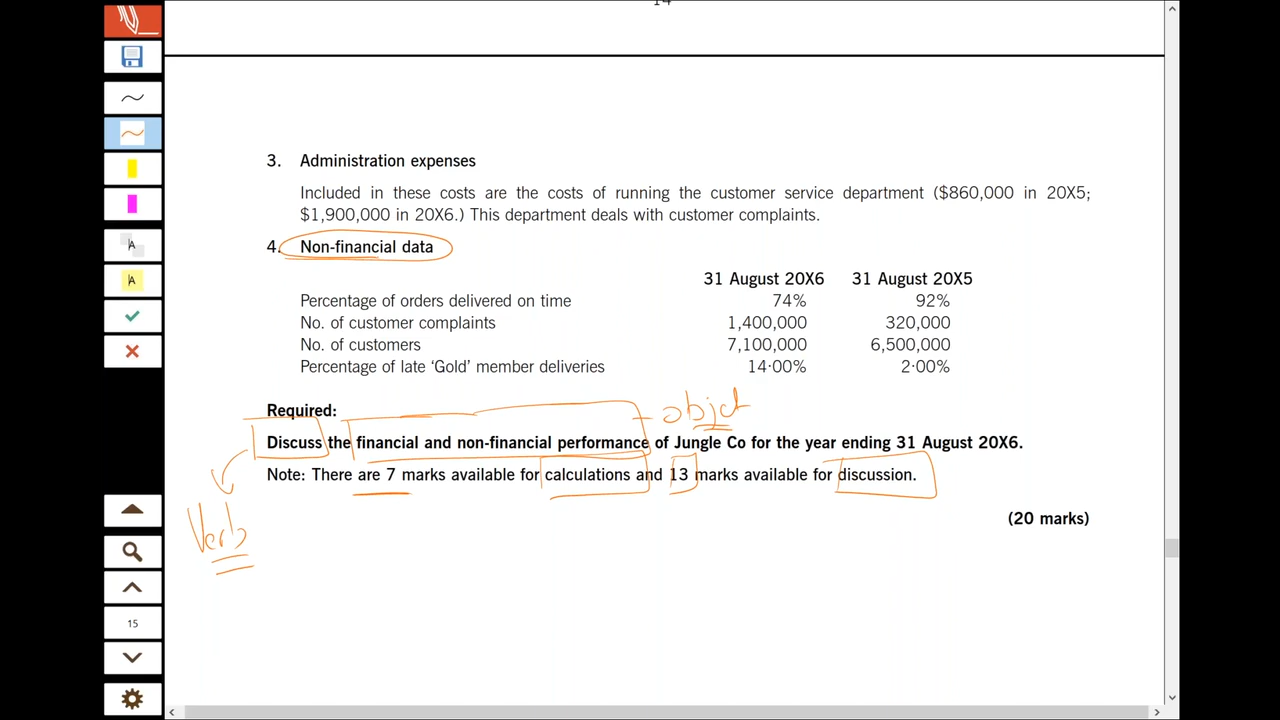 14
3. Administration expenses
Included in these costs are the costs of running the customer service department ($860,000 in 20X5;
$1,900,000 in 20X6.) This department deals with customer complaints.
4. Non-financial data
31 August 20X6 31 August 20X5
Percentage of orders delivered on time 74% 92%
No. of customer complaints 1,400,000 320,000
No. of customers 7,100,000 6,500,000
Percentage of late ‘Gold’ member deliveries 14·00% 2·00%
Required:
objct
Discuss the financial and non-financial performance of Jungle Co for the year ending 31 August 20X6.
Note: There are 7 marks available for calculations and 13 marks available for discussion.
(20 marks)
Verb
A
A
15